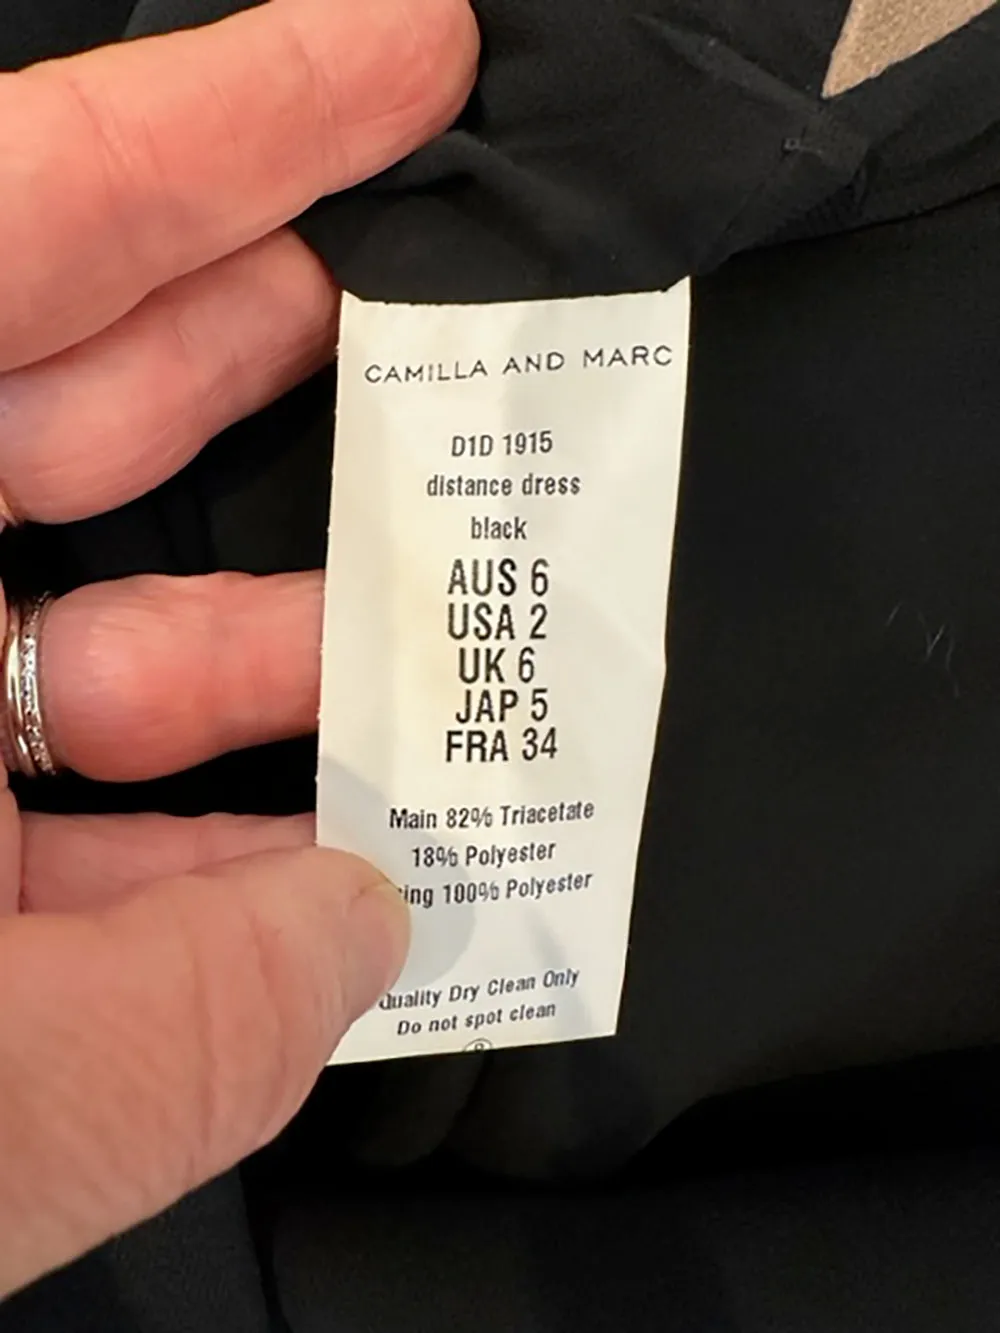 CAMILLA AND MARC
D1D 1915
distance dress
black
AUS 6
USA 2
UK 6
JAP 5
FRA 34
Main 82% Triacetate
18% Polyester
100% Polyester
Quality Dry Clean Only
Do not spot clean